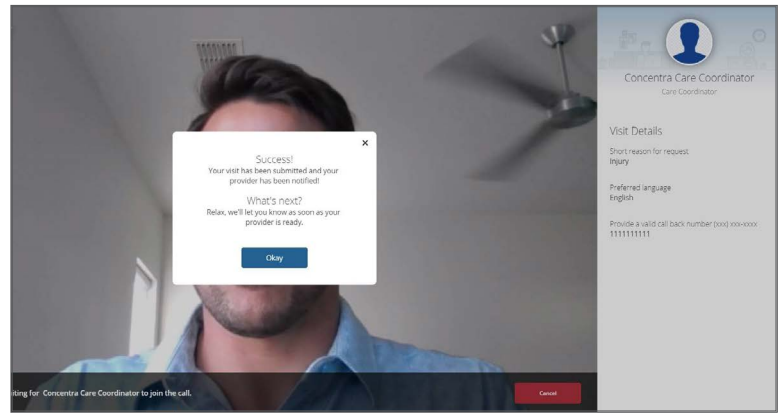 Success!
Your visit has been submitted and your
provider has been notified!
What's next?
Relax, we'll let you know as soon as your
provider is ready.
Okay
iting for Concentra Care Coordinator to join the call.
Cancel
Concentra Care Coordinator
Care Coordinator
Visit Details
Short reason for request
Injury
Preferred language
English
Provide a valid call back number (xxx) xxx-xxxx
1111111111